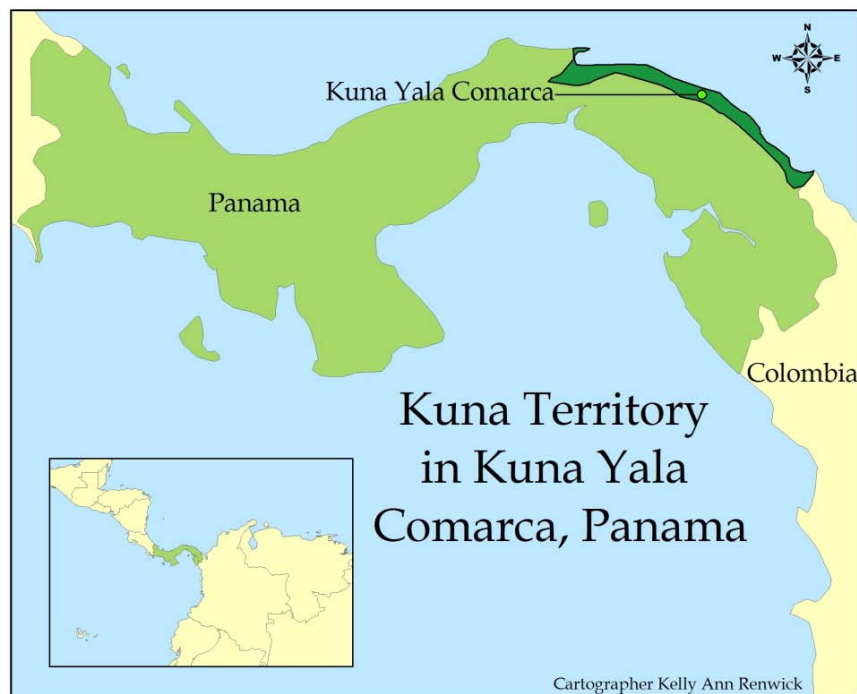 N
W E
S
Kuna Yala Comarca
Panama
Colombia
Kuna Territory
in Kuna Yala
Comarca, Panama
Cartographer Kelly Ann Renwick